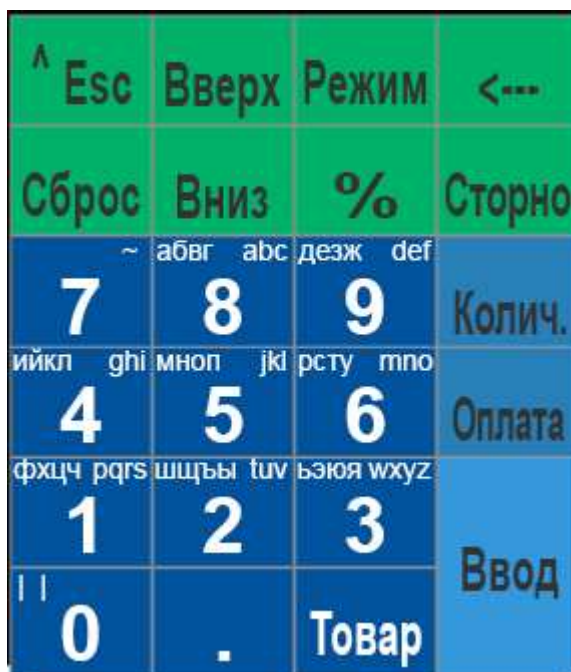 ^ Esc Вверх Режим <---
Сброс Вниз % Сторно
~ абвг abc дезж def
7 8 9 Колич.
ийкл ghi мноп jkl рсту mno
4 5 6 Оплата
фхцч pqrs шщъы tuv ьэюя wxyz
1 2 3
Ввод
| |
0 . Товар